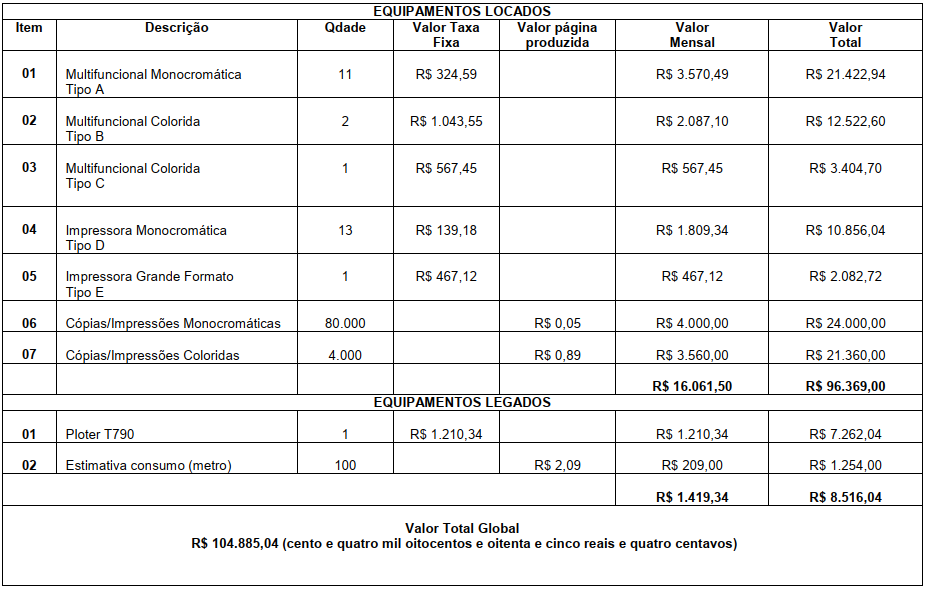 EQUIPAMENTOS LOCADOS
Item Descrição Qdade Valor Taxa Fixa Valor página produzida Valor Mensal Valor Total
01 Multifuncional Monocromática Tipo A 11 R$ 324,59 R$ 3.570,49 R$ 21.422,94
02 Multifuncional Colorida Tipo B 2 R$ 1.043,55 R$ 2.087,10 R$ 12.522,60
03 Multifuncional Colorida Tipo C 1 R$ 567,45 R$ 567,45 R$ 3.404,70
04 Impressora Monocromática Tipo D 13 R$ 139,18 R$ 1.809,34 R$ 10.856,04
05 Impressora Grande Formato Tipo E 1 R$ 467,12 R$ 467,12 R$ 2.082,72
06 Cópias/Impressões Monocromáticas 80.000 R$ 0,05 R$ 4.000,00 R$ 24.000,00
07 Cópias/Impressões Coloridas 4.000 R$ 0,89 R$ 3.560,00 R$ 21.360,00
R$ 16.061,50 R$ 96.369,00
EQUIPAMENTOS LEGADOS
01 Ploter T790 1 R$ 1.210,34 R$ 1.210,34 R$ 7.262,04
02 Estimativa consumo (metro) 100 R$ 2,09 R$ 209,00 R$ 1.254,00
R$ 1.419,34 R$ 8.516,04
Valor Total Global
R$ 104.885,04 (cento e quatro mil oitocentos e oitenta e cinco reais e quatro centavos)